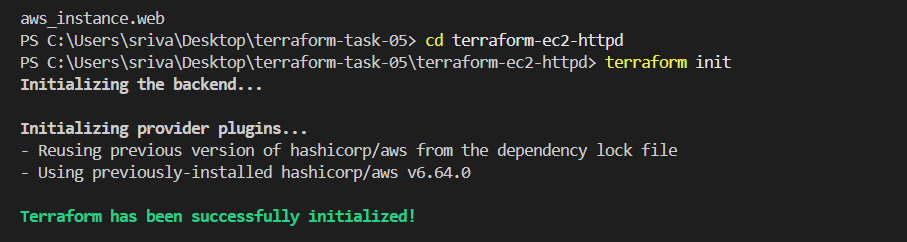 aws_instance.web
PS C:\Users\sriva\Desktop\terraform-task-05> cd terraform-ec2-httpd
PS C:\Users\sriva\Desktop\terraform-task-05\terraform-ec2-httpd> terraform init
Initializing the backend...
Initializing provider plugins...
- Reusing previous version of hashicorp/aws from the dependency lock file
- Using previously-installed hashicorp/aws v6.64.0
Terraform has been successfully initialized!